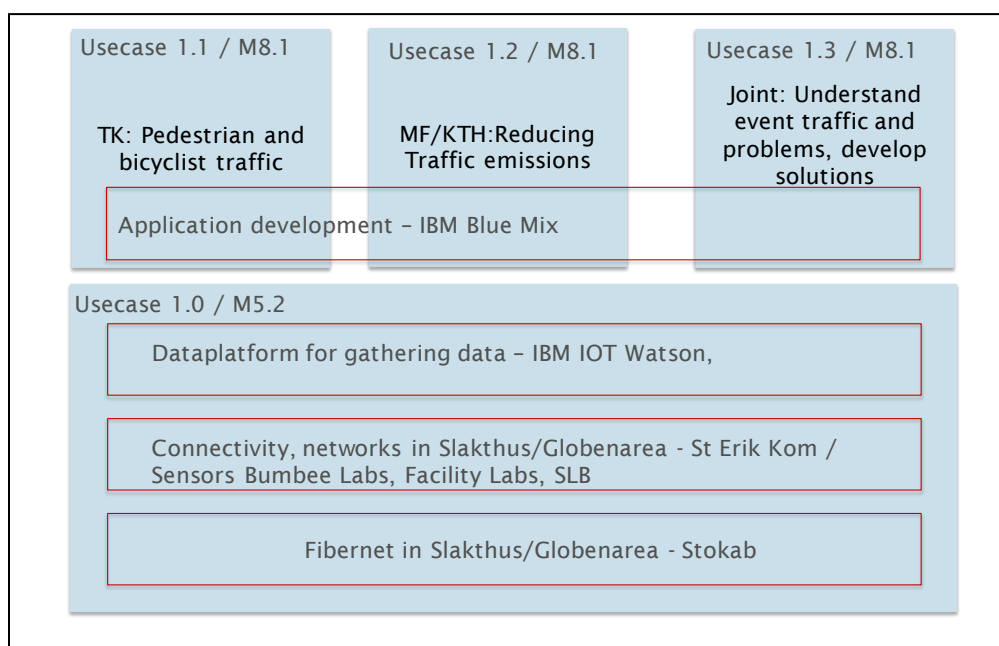 Usecase 1.1 / M8.1
TK: Pedestrian and
bicyclist traffic
Usecase 1.2 / M8.1
MF/KTH:Reducing
Traffic emissions
Usecase 1.3 / M8.1
Joint: Understand
event traffic and
problems, develop
solutions
Application development – IBM Blue Mix
Usecase 1.0 / M5.2
Dataplatform for gathering data – IBM IOT Watson,
Connectivity, networks in Slakthus/Globenarea - St Erik Kom /
Sensors Bumbee Labs, Facility Labs, SLB
Fibernet in Slakthus/Globenarea - Stokab